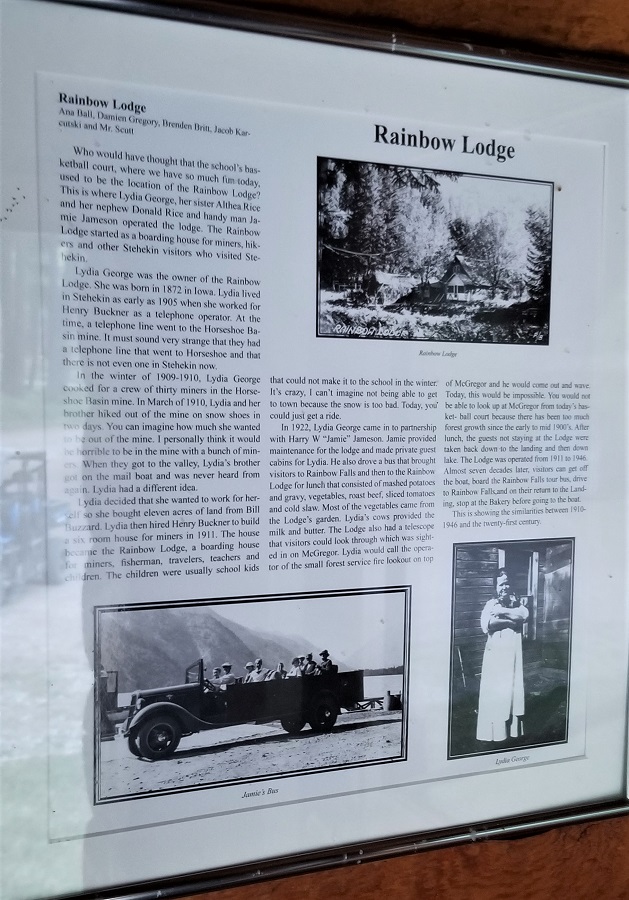 Rainbow Lodge
Ana Ball, Damien Gregory, Brenden Britt, Jacob Kar-
cutski and Mr. Scutt
Who would have thought that the school's bas-
ketball court, where we have so much fun today,
used to be the location of the Rainbow Lodge?
This is where Lydia George, her sister Althea Rice
and her nephew Donald Rice and handy man Ja-
mie Jameson operated the lodge. The Rainbow
Lodge started as a boarding house for miners, hik-
ers and other Stehekin visitors who visited Ste-
hekin.
Lydia George was the owner of the Rainbow
Lodge. She was born in 1872 in Iowa. Lydia lived
in Stehekin as early as 1905 when she worked for
Henry Buckner as a telephone operator. At the
time, a telephone line went to the Horseshoe Ba-
sin mine. It must sound very strange that they had
a telephone line that went to Horseshoe and that
there is not even one in Stehekin now.
In the winter of 1909-1910, Lydia George
cooked for a crew of thirty miners in the Horse-
shoe Basin mine. In March of 1910, Lydia and her
brother hiked out of the mine on snow shoes in
two days. You can imagine how much she wanted
to be out of the mine. I personally think it would
be horrible to be in the mine with a bunch of min-
ers. When they got to the valley, Lydia's brother
got on the mail boat and was never heard from
again. Lydia had a different idea.
Lydia decided that she wanted to work for her-
self so she bought eleven acres of land from Bill
Buzzard. Lydia then hired Henry Buckner to build
a six room house for miners in 1911. The house
became the Rainbow Lodge, a boarding house
for miners, fisherman, travelers, teachers and
children. The children were usually school kids
that could not make it to the school in the winter.
It's crazy, I can't imagine not being able to get
to town because the snow is too bad. Today, you
could just get a ride.
In 1922, Lydia George came in to partnership
with Harry W "Jamie" Jameson. Jamie provided
maintenance for the lodge and made private guest
cabins for Lydia. He also drove a bus that brought
visitors to Rainbow Falls and then to the Rainbow
Lodge for lunch that consisted of mashed potatoes
and gravy, vegetables, roast beef, sliced tomatoes
and cold slaw. Most of the vegetables came from
the Lodge's garden. Lydia's cows provided the
milk and butter. The Lodge also had a telescope
that visitors could look through which was sight-
ed in on McGregor. Lydia would call the opera-
tor of the small forest service fire lookout on top
of McGregor and he would come out and wave.
Today, this would be impossible. You would not
be able to look up at McGregor from today's bas-
ket- ball court because there has been too much
forest growth since the early to mid 1900's. After
lunch, the guests not staying at the Lodge were
taken back down to the landing and then down
lake. The Lodge was operated from 1911 to 1946.
Almost seven decades later, visitors can get off
the boat, board the Rainbow Falls tour bus, drive
to Rainbow Falls,and on their return to the Land-
ing, stop at the Bakery before going to the boat.
This is showing the similarities between 1910-
1946 and the twenty-first century.
Rainbow Lodge
RAINBOW LODGE
Rainbow Lodge
Jamie's Bus
Lydia George